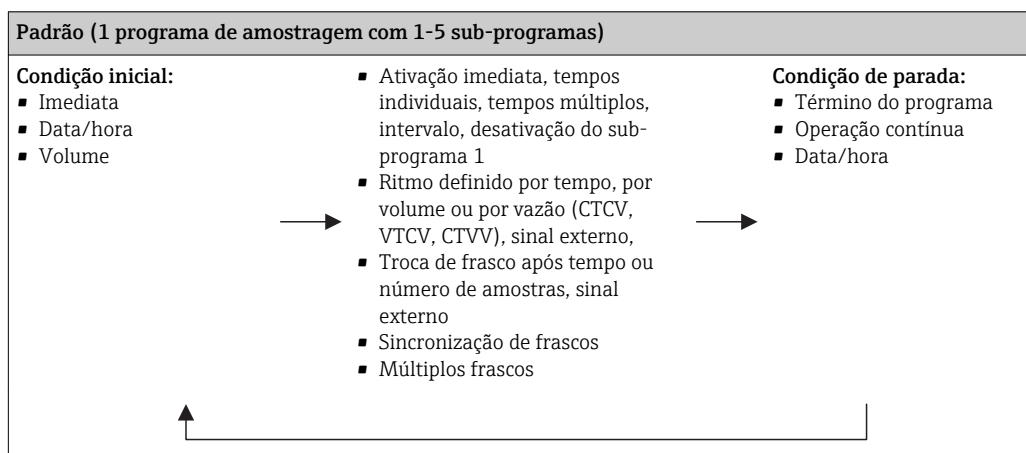 Padrão (1 programa de amostragem com 1-5 sub-programas)
Condição inicial:
▪ Imediata
▪ Data/hora
▪ Volume
▪ Ativação imediata, tempos
individuais, tempos múltiplos,
intervalo, desativação do sub-
programa 1
▪ Ritmo definido por tempo, por
volume ou por vazão (CTCV,
VTCV, CTVV), sinal externo,
▪ Troca de frasco após tempo ou
número de amostras, sinal
externo
▪ Sincronização de frascos
▪ Múltiplos frascos
Condição de parada:
▪ Término do programa
▪ Operação contínua
▪ Data/hora